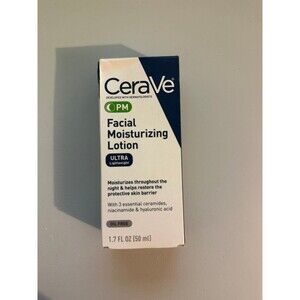 CeraVe
DEVELOPED WITH DERMATOLOGISTS
PM
Facial
Moisturizing
Lotion
ULTRA
Lightweight
Moisturizes throughout the
night & helps restore the
protective skin barrier
With 3 essential ceramides,
niacinamide & hyaluronic acid
OIL FREE
1.7 FL OZ (50 ml)